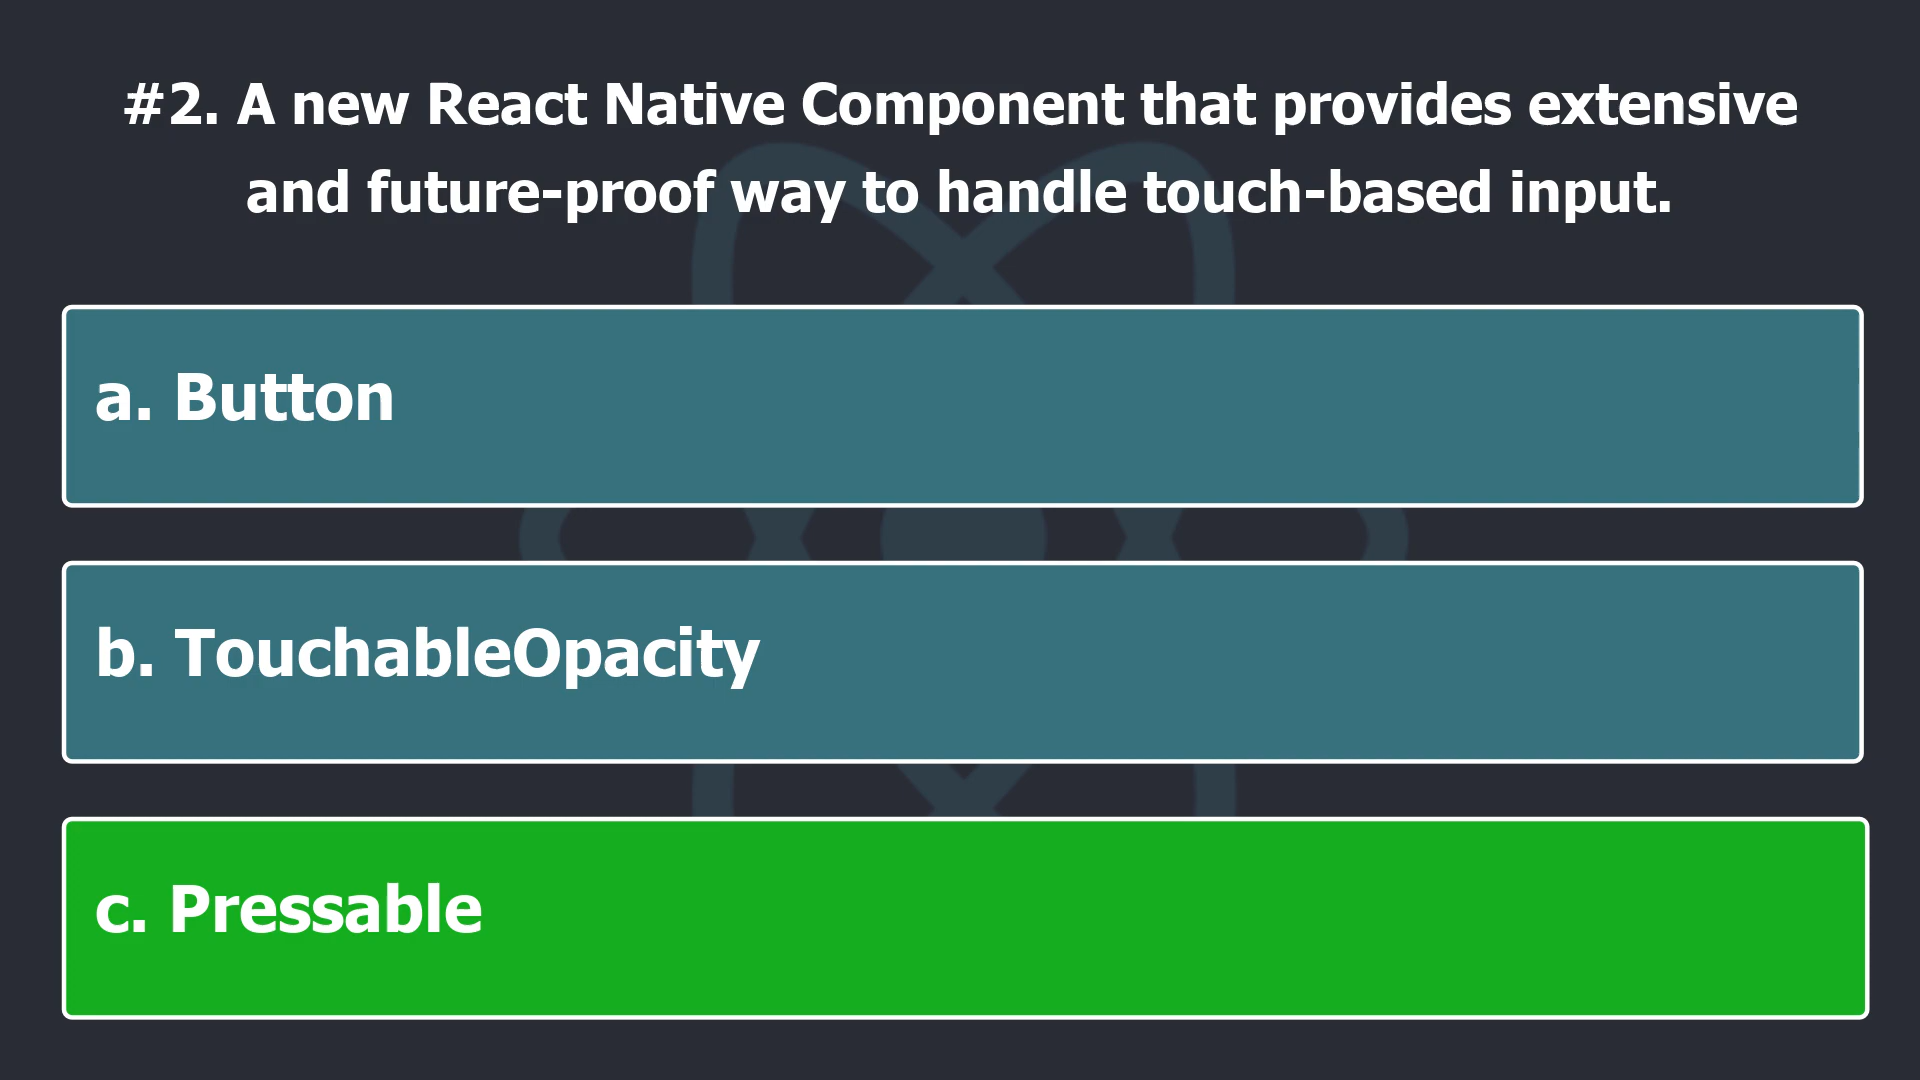 #2. A new React Native Component that provides extensive
and future-proof way to handle touch-based input.
a. Button
b. TouchableOpacity
c. Pressable